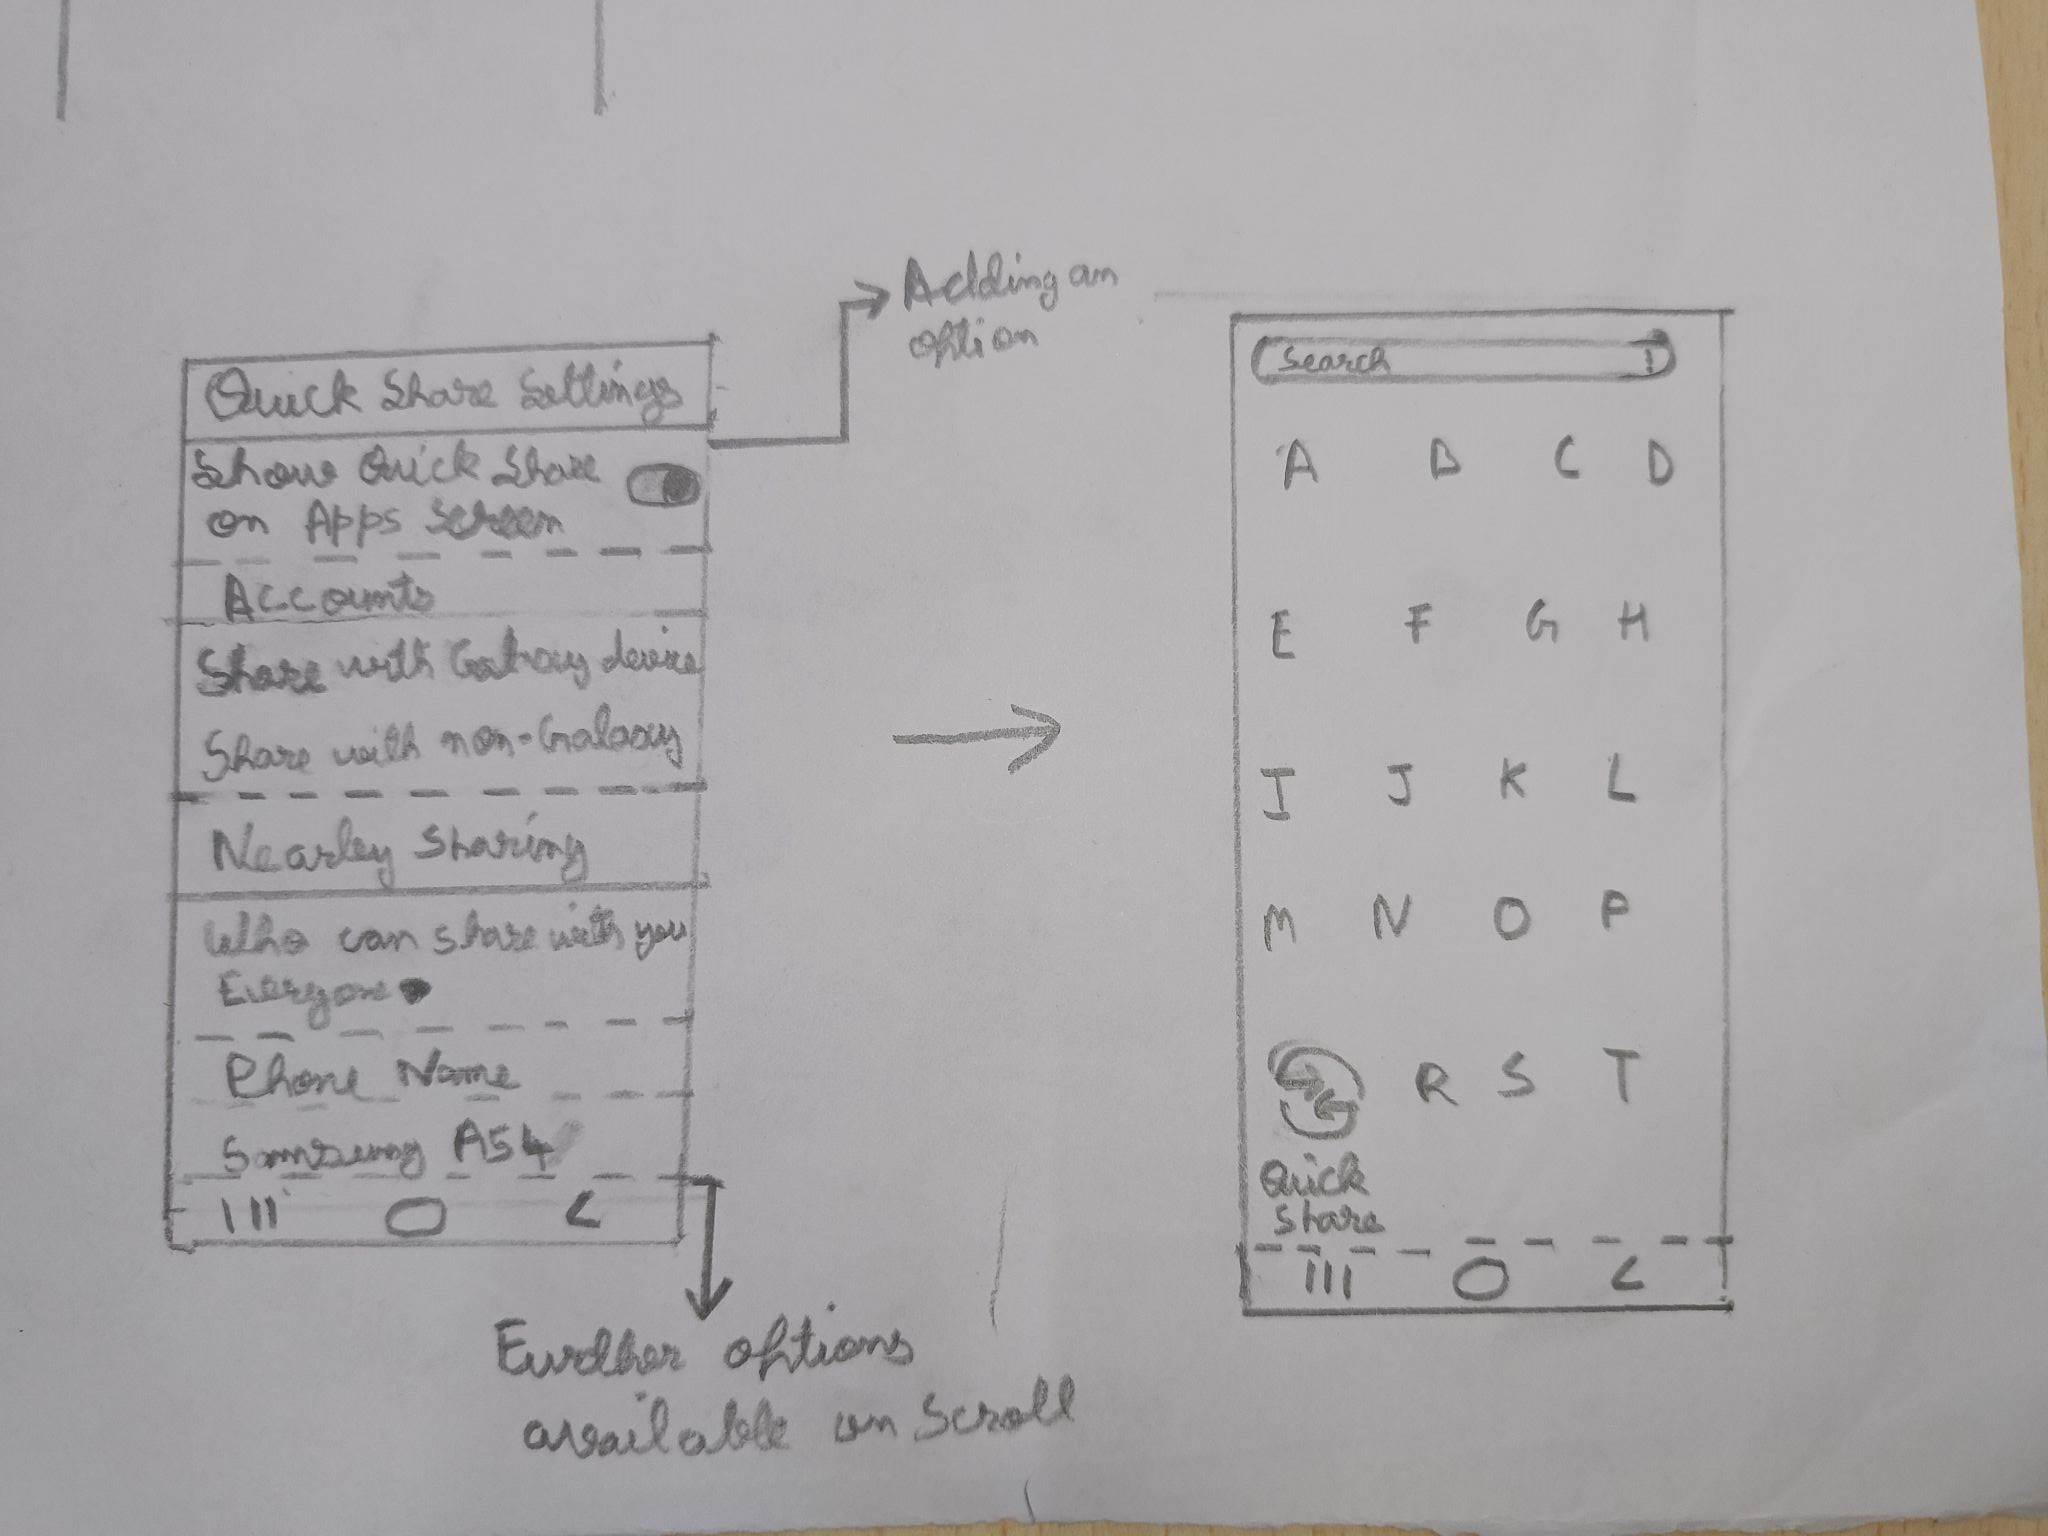 Adding an
option
Quick Share Settings
Show Quick Share
on Apps Screen
Accounts
Share with Galaxy device
Share with non-Galaxy
Nearby Sharing
Who can share with you
Everyone
Phone Name
Samsung A54
III O <
Further options
available on Scroll
Search
A B C D
E F G H
I J K L
M N O P
R S T
Quick
Share
III O <